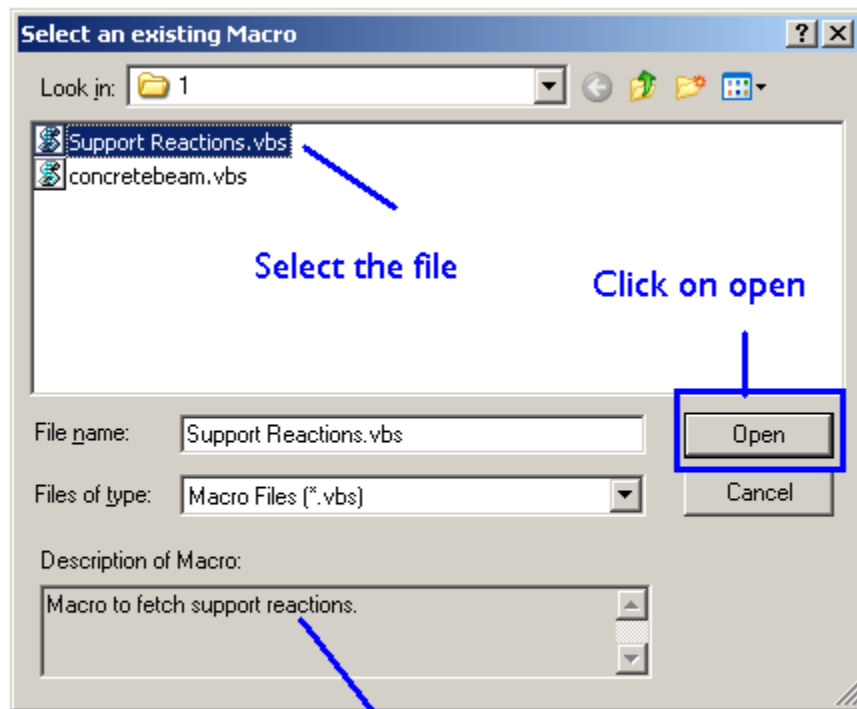 Select an existing Macro
Look in: 1
Support Reactions.vbs
concretebeam.vbs
Select the file
Click on open
File name: Support Reactions.vbs Open
Files of type: Macro Files (*.vbs) Cancel
Description of Macro:
Macro to fetch support reactions.